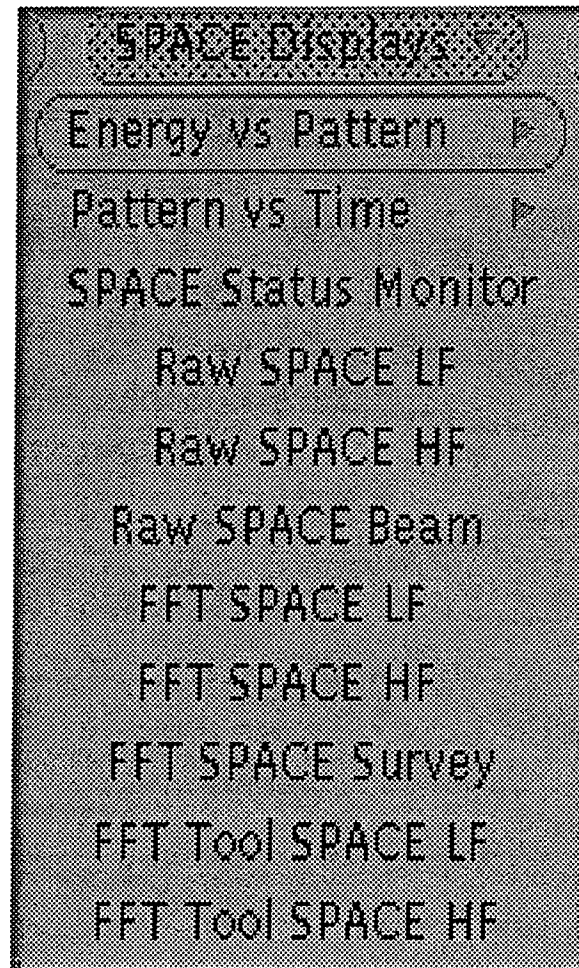 SPACE Displays
Energy vs Pattern
Pattern vs Time
SPACE Status Monitor
Raw SPACE LF
Raw SPACE HF
Raw SPACE Beam
FFT SPACE LF
FFT SPACE HF
FFT SPACE Survey
FFT Tool SPACE LF
FFT Tool SPACE HF